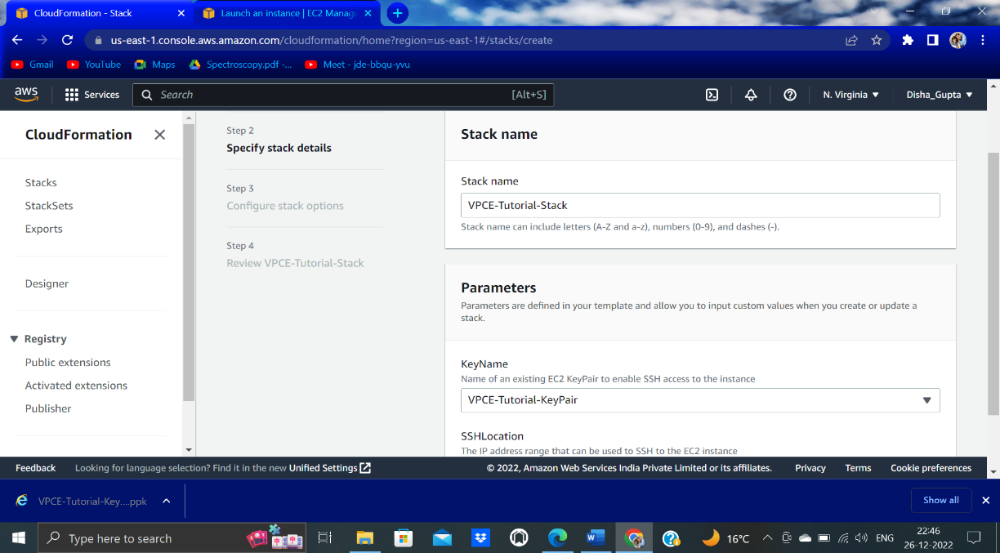 CloudFormation - Stack
Launch an instance | EC2 Manage
us-east-1.console.aws.amazon.com/cloudformation/home?region=us-east-1#/stacks/create
Gmail YouTube Maps Spectroscopy.pdf -... Meet - jde-bbqu-yvu
aws Services Search [Alt+S] N. Virginia Disha_Gupta
CloudFormation
Stacks
StackSets
Exports
Designer
Registry
Public extensions
Activated extensions
Publisher
Step 2
Specify stack details
Step 3
Configure stack options
Step 4
Review VPCE-Tutorial-Stack
Stack name
Stack name
VPCE-Tutorial-Stack
Stack name can include letters (A-Z and a-z), numbers (0-9), and dashes (-).
Parameters
Parameters are defined in your template and allow you to input custom values when you create or update a
stack.
KeyName
Name of an existing EC2 KeyPair to enable SSH access to the instance
VPCE-Tutorial-KeyPair
SSHLocation
The IP address range that can be used to SSH to the EC2 instance
Feedback Looking for language selection? Find it in the new Unified Settings © 2022, Amazon Web Services India Private Limited or its affiliates. Privacy Terms Cookie preferences
VPCE-Tutorial-Key....ppk Show all
Type here to search 16°C ENG 22:46
26-12-2022